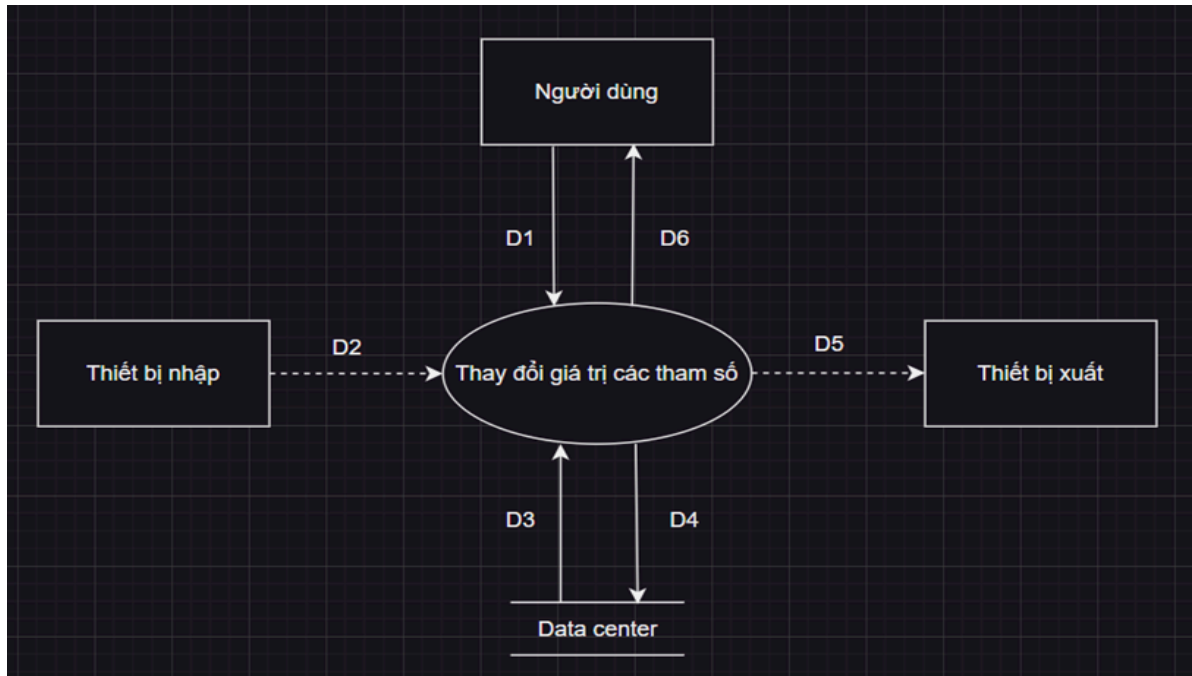 Người dùng
D1
D6
Thiết bị nhập
D2
Thay đổi giá trị các tham số
D5
Thiết bị xuất
D3
D4
Data center